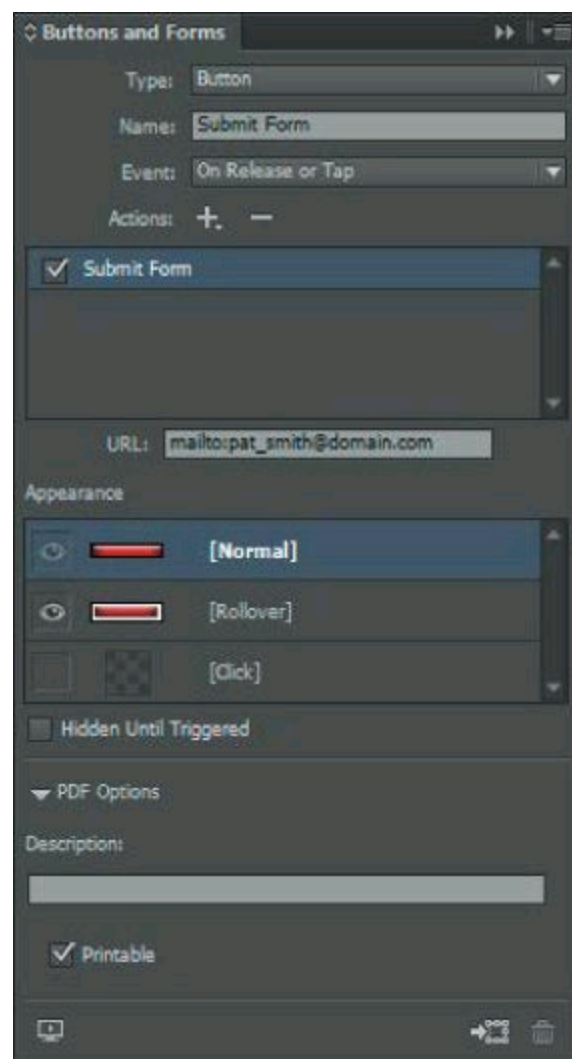 Buttons and Forms
Type: Button
Name: Submit Form
Event: On Release or Tap
Actions:
Submit Form
URL: mailto:pat_smith@domain.com
Appearance
[Normal]
[Rollover]
[Click]
Hidden Until Triggered
PDF Options
Description:
Printable